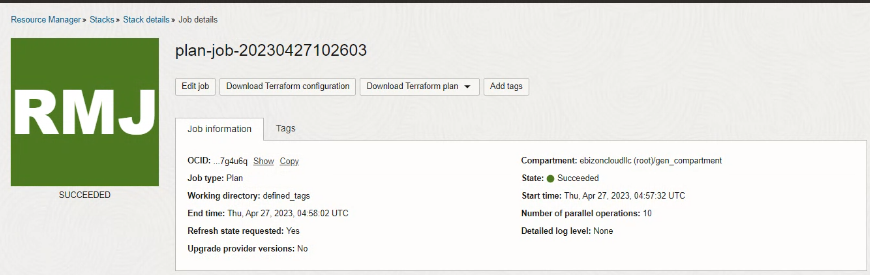 Resource Manager » Stacks » Stack details » Job details
RMJ
SUCCEEDED
plan-job-20230427102603
Edit job Download Terraform configuration Download Terraform plan Add tags
Job information Tags
OCID: ...7g4u6q Show Copy
Compartment: ebizoncloudllc (root)/gen_compartment
Job type: Plan
State: Succeeded
Working directory: defined_tags
Start time: Thu, Apr 27, 2023, 04:57:32 UTC
End time: Thu, Apr 27, 2023, 04:58:02 UTC
Number of parallel operations: 10
Refresh state requested: Yes
Detailed log level: None
Upgrade provider versions: No